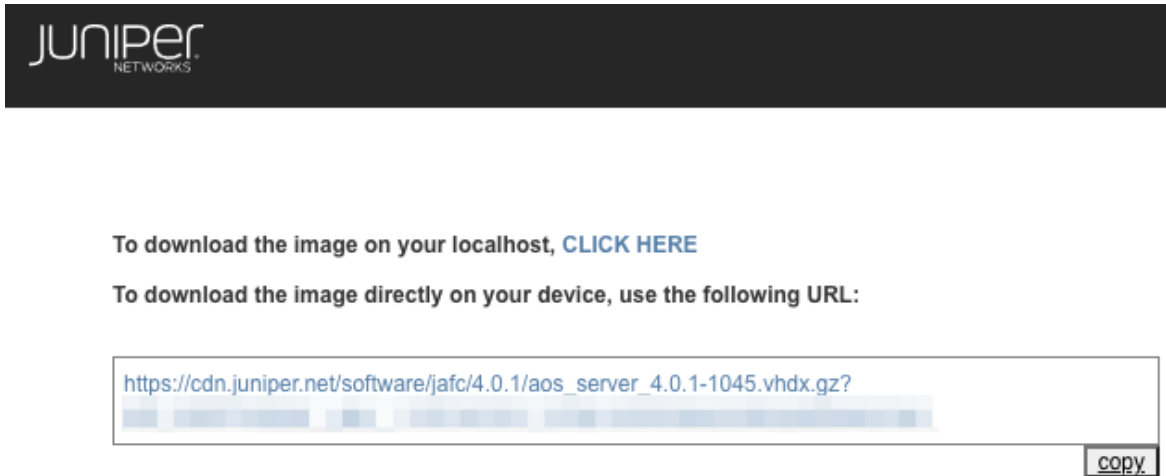 JUNIPEr
NETWORKS
To download the image on your localhost, CLICK HERE
To download the image directly on your device, use the following URL:
https://cdn.juniper.net/software/jafc/4.0.1/aos_server_4.0.1-1045.vhdx.gz?
copy